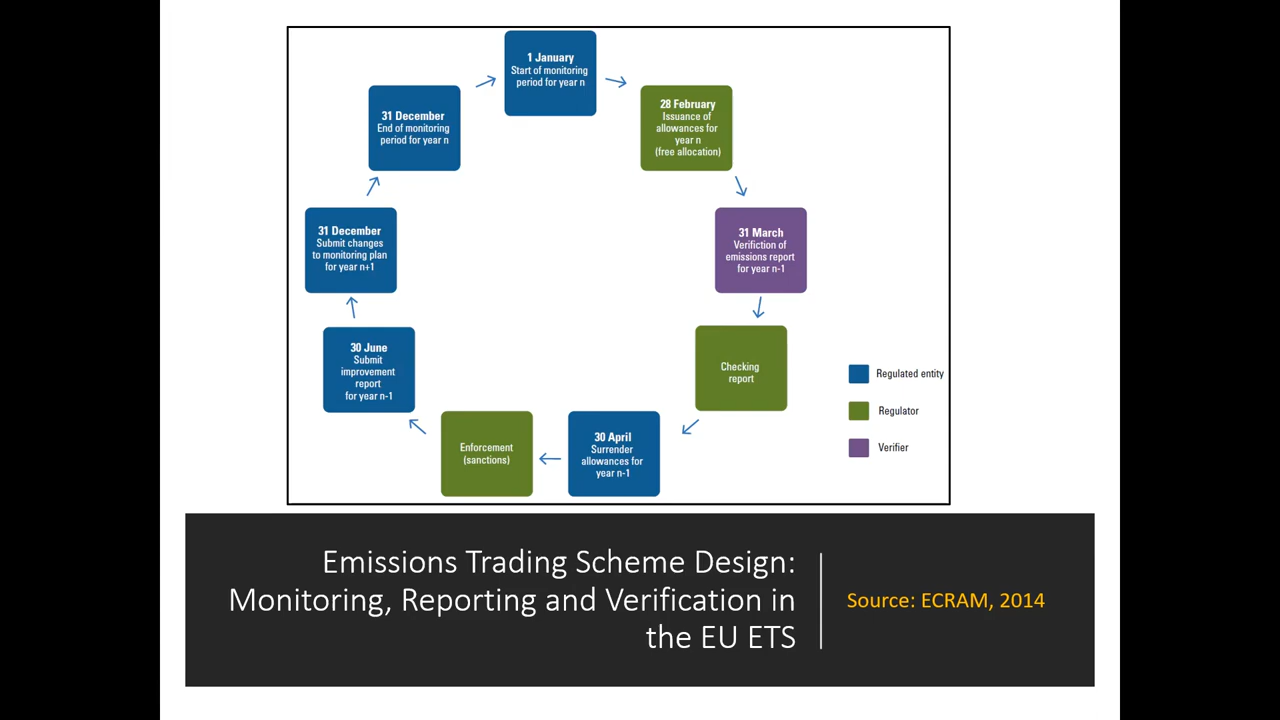 1 January
Start of monitoring
period for year n
28 February
Issuance of
allowances for
year n
(free allocation)
31 March
Verifiction of
emissions report
for year n-1
Checking
report
30 April
Surrender
allowances for
year n-1
Enforcement
(sanctions)
30 June
Submit
improvement
report
for year n-1
31 December
Submit changes
to monitoring plan
for year n+1
31 December
End of monitoring
period for year n
Regulated entity
Regulator
Verifier
Emissions Trading Scheme Design:
Monitoring, Reporting and Verification in
the EU ETS
Source: ECRAM, 2014